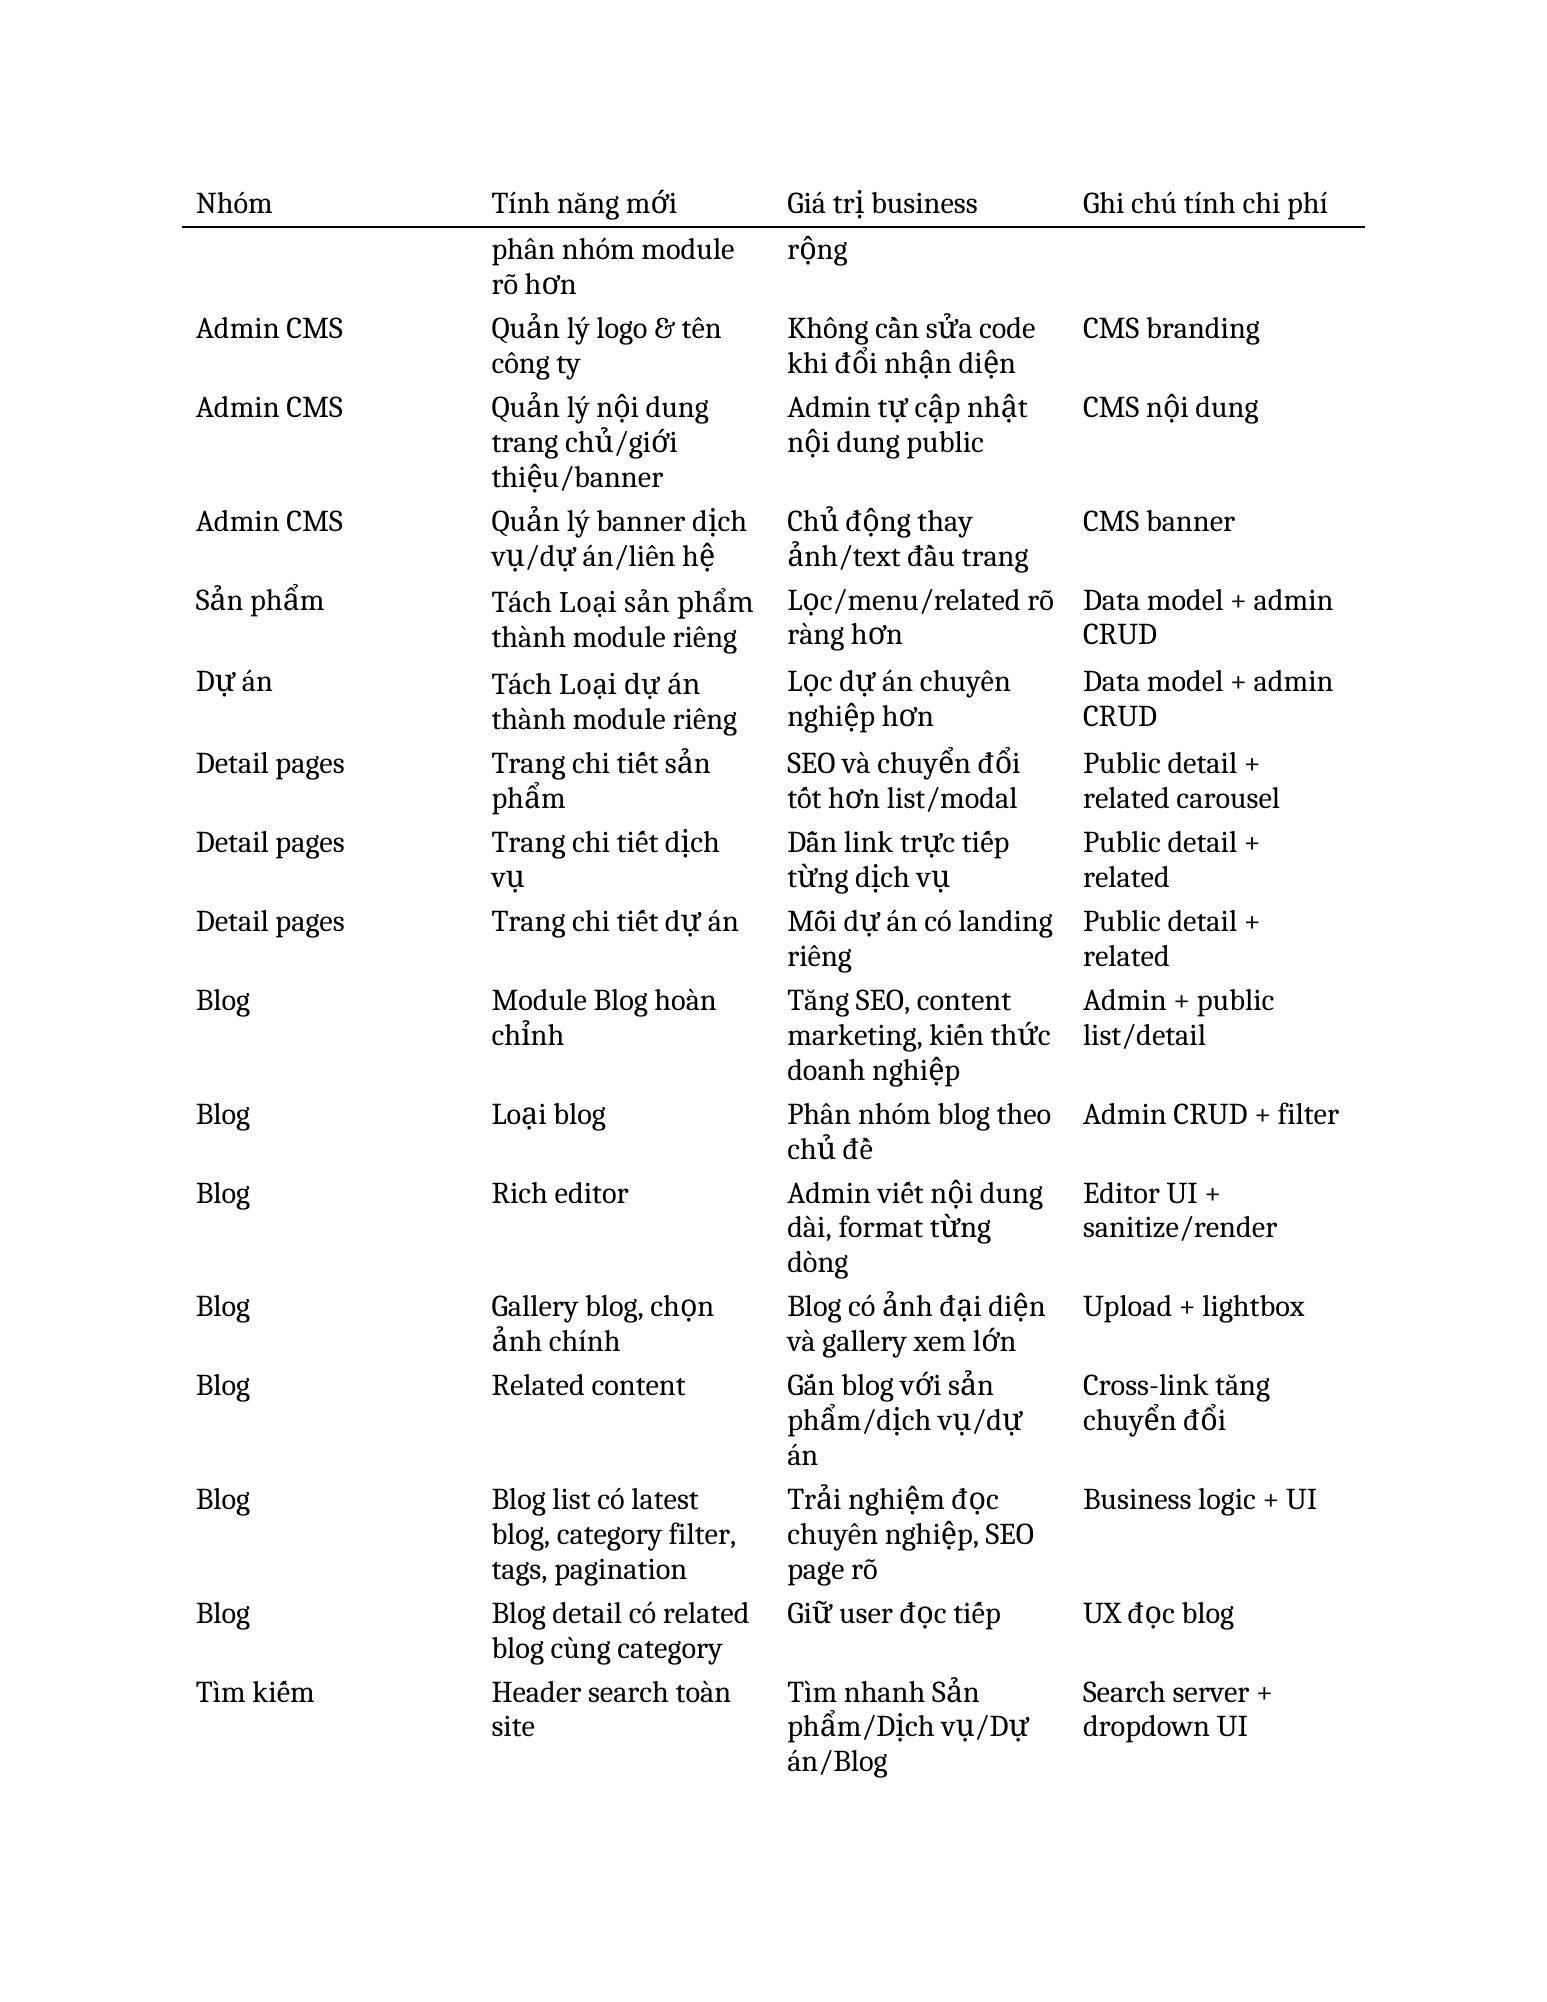 Nhóm Tính năng mới Giá trị business Ghi chú tính chi phí
phân nhóm module rộng
rõ hơn
Admin CMS Quản lý logo & tên Không cần sửa code CMS branding
công ty khi đổi nhận diện
Admin CMS Quản lý nội dung Admin tự cập nhật CMS nội dung
trang chủ/giới nội dung public
thiệu/banner
Admin CMS Quản lý banner dịch Chủ động thay CMS banner
vụ/dự án/liên hệ ảnh/text đầu trang
Sản phẩm Tách Loại sản phẩm Lọc/menu/related rõ Data model + admin
thành module riêng ràng hơn CRUD
Dự án Tách Loại dự án Lọc dự án chuyên Data model + admin
thành module riêng nghiệp hơn CRUD
Detail pages Trang chi tiết sản SEO và chuyển đổi Public detail +
phẩm tốt hơn list/modal related carousel
Detail pages Trang chi tiết dịch Dẫn link trực tiếp Public detail +
vụ từng dịch vụ related
Detail pages Trang chi tiết dự án Mỗi dự án có landing Public detail +
riêng related
Blog Module Blog hoàn Tăng SEO, content Admin + public
chỉnh marketing, kiến thức list/detail
doanh nghiệp
Blog Loại blog Phân nhóm blog theo Admin CRUD + filter
chủ đề
Blog Rich editor Admin viết nội dung Editor UI +
dài, format từng sanitize/render
dòng
Blog Gallery blog, chọn Blog có ảnh đại diện Upload + lightbox
ảnh chính và gallery xem lớn
Blog Related content Gắn blog với sản Cross-link tăng
phẩm/dịch vụ/dự chuyển đổi
án
Blog Blog list có latest Trải nghiệm đọc Business logic + UI
blog, category filter, chuyên nghiệp, SEO
tags, pagination page rõ
Blog Blog detail có related Giữ user đọc tiếp UX đọc blog
blog cùng category
Tìm kiếm Header search toàn Tìm nhanh Sản Search server +
site phẩm/Dịch vụ/Dự dropdown UI
án/Blog